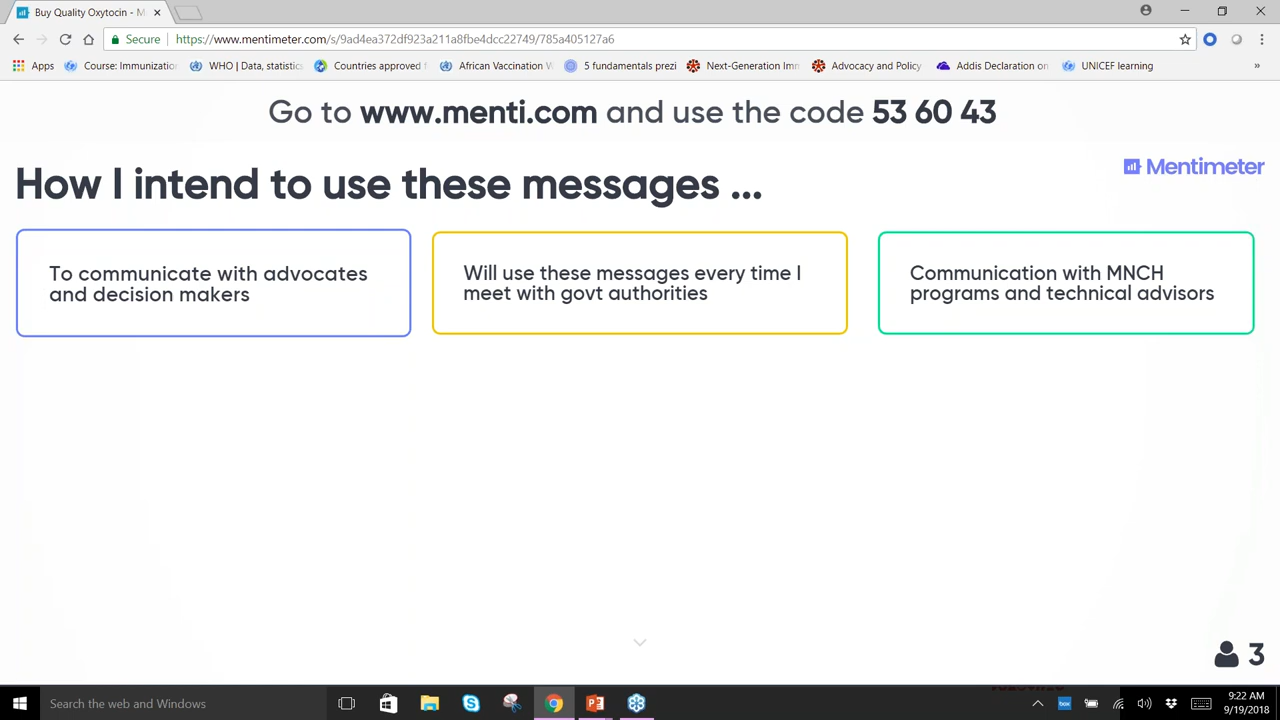 Buy Quality Oxytocin - M
Secure
https://www.mentimeter.com/s/9ad4ea372df923a211a8fbe4dcc22749/785a405127a6
Apps
Course: Immunizatio
WHO | Data, statistics
Countries approved f
African Vaccination W
5 fundamentals prezi
Next-Generation Imm
Advocacy and Policy
Addis Declaration on
UNICEF learning
Go to www.menti.com and use the code 53 60 43
Mentimeter
How I intend to use these messages ...
To communicate with advocates
and decision makers
Will use these messages every time I
meet with govt authorities
Communication with MNCH
programs and technical advisors
3
Search the web and Windows
box
9:22 AM
9/19/2018